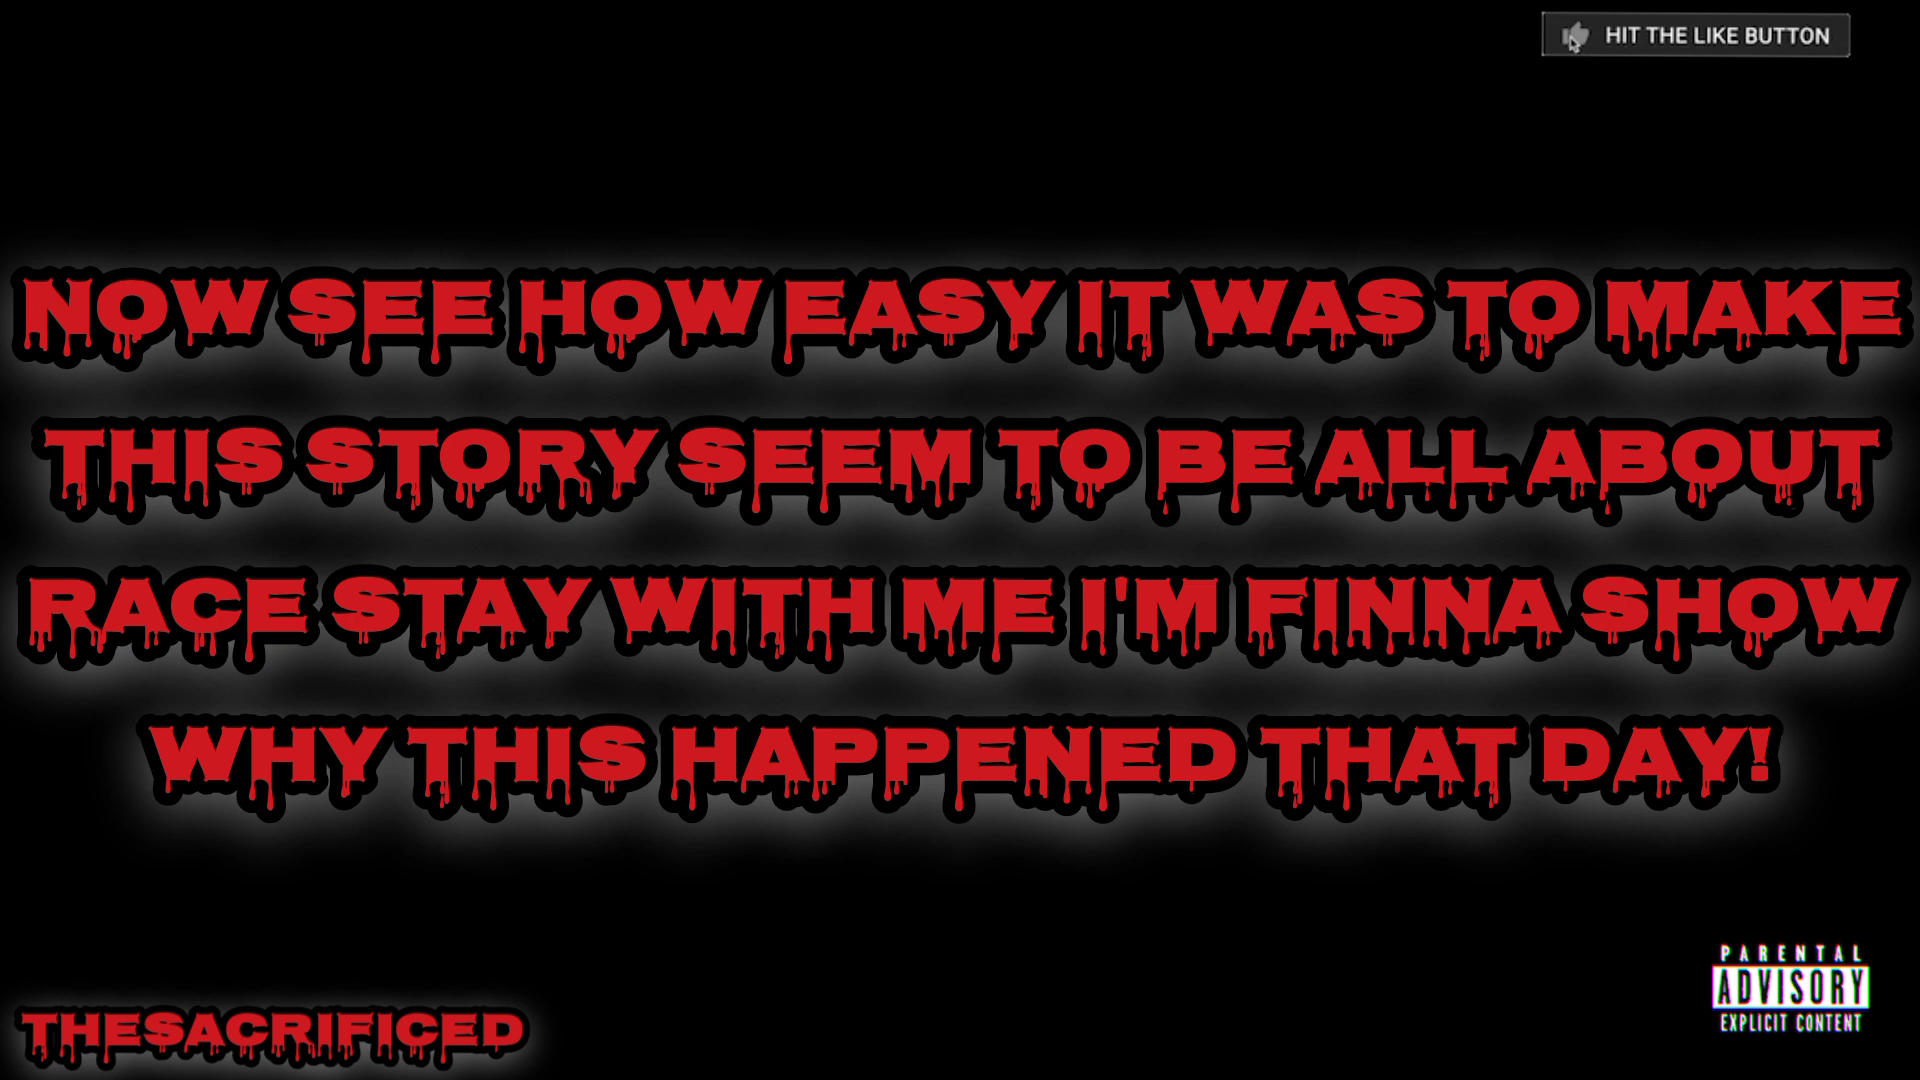 HIT THE LIKE BUTTON
NOW SEE HOW EASY IT WAS TO MAKE
THIS STORY SEEM TO BE ALL ABOUT
RACE STAY WITH ME I'M FINNA SHOW
WHY THIS HAPPENED THAT DAY!
PARENTAL
ADVISORY
EXPLICIT CONTENT
THESACRIFICED